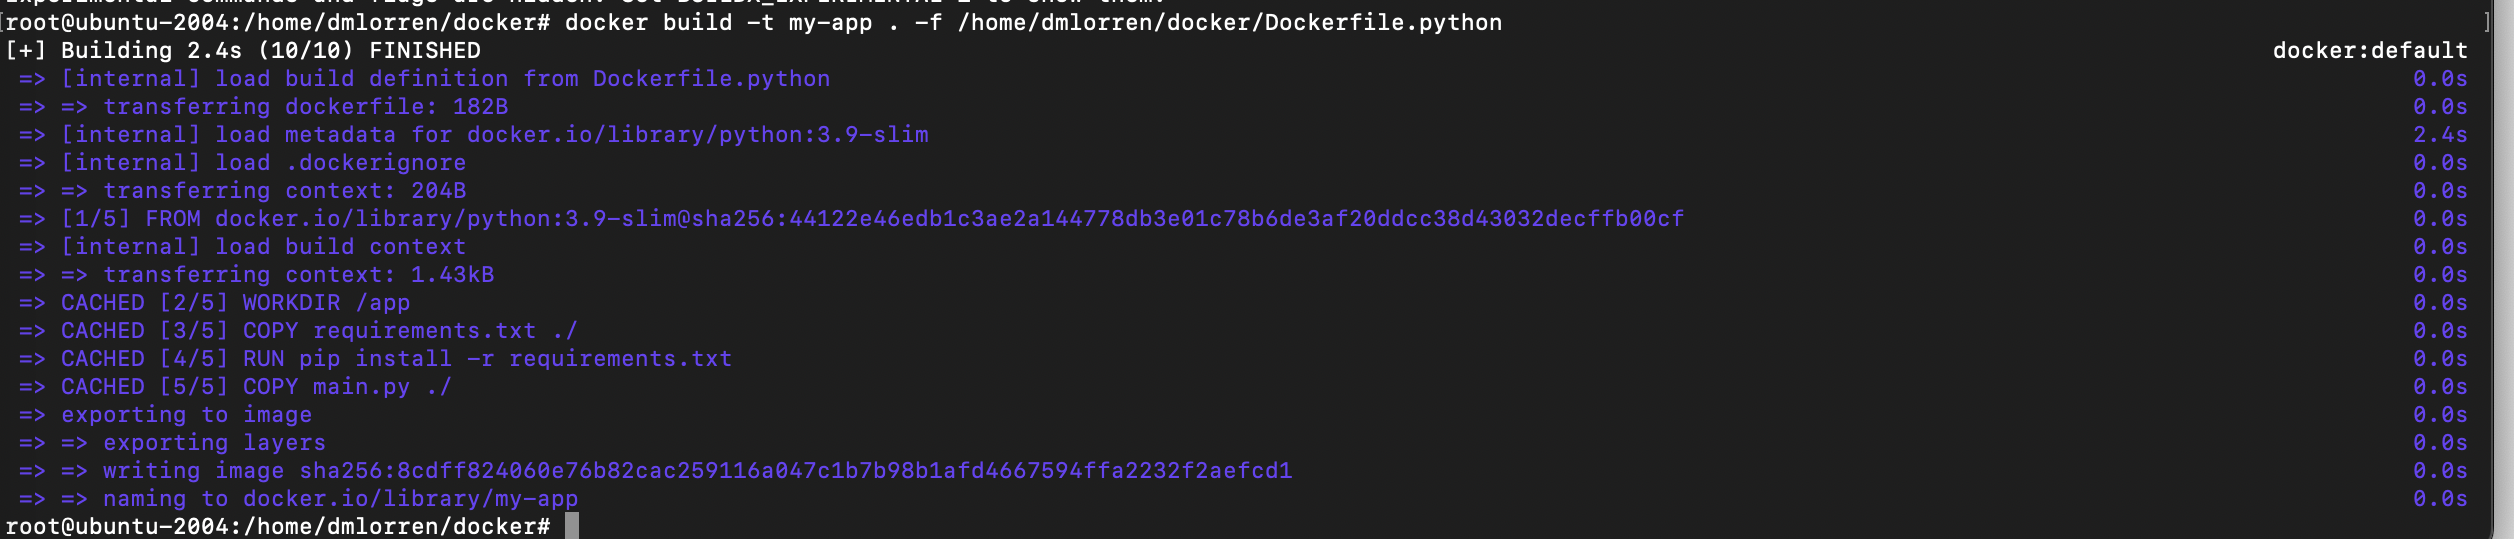 [root@ubuntu-2004:/home/dmlorren/docker# docker build -t my-app . -f /home/dmlorren/docker/Dockerfile.python ]
[+] Building 2.4s (10/10) FINISHED docker:default
=> [internal] load build definition from Dockerfile.python 0.0s
=> => transferring dockerfile: 182B 0.0s
=> [internal] load metadata for docker.io/library/python:3.9-slim 2.4s
=> [internal] load .dockerignore 0.0s
=> => transferring context: 204B 0.0s
=> [1/5] FROM docker.io/library/python:3.9-slim@sha256:44122e46edb1c3ae2a144778db3e01c78b6de3af20ddcc38d43032decffb00cf 0.0s
=> [internal] load build context 0.0s
=> => transferring context: 1.43kB 0.0s
=> CACHED [2/5] WORKDIR /app 0.0s
=> CACHED [3/5] COPY requirements.txt ./ 0.0s
=> CACHED [4/5] RUN pip install -r requirements.txt 0.0s
=> CACHED [5/5] COPY main.py ./ 0.0s
=> exporting to image 0.0s
=> => exporting layers 0.0s
=> => writing image sha256:8cdff824060e76b82cac259116a047c1b7b98b1afd4667594ffa2232f2aefcd1 0.0s
=> => naming to docker.io/library/my-app 0.0s
root@ubuntu-2004:/home/dmlorren/docker#